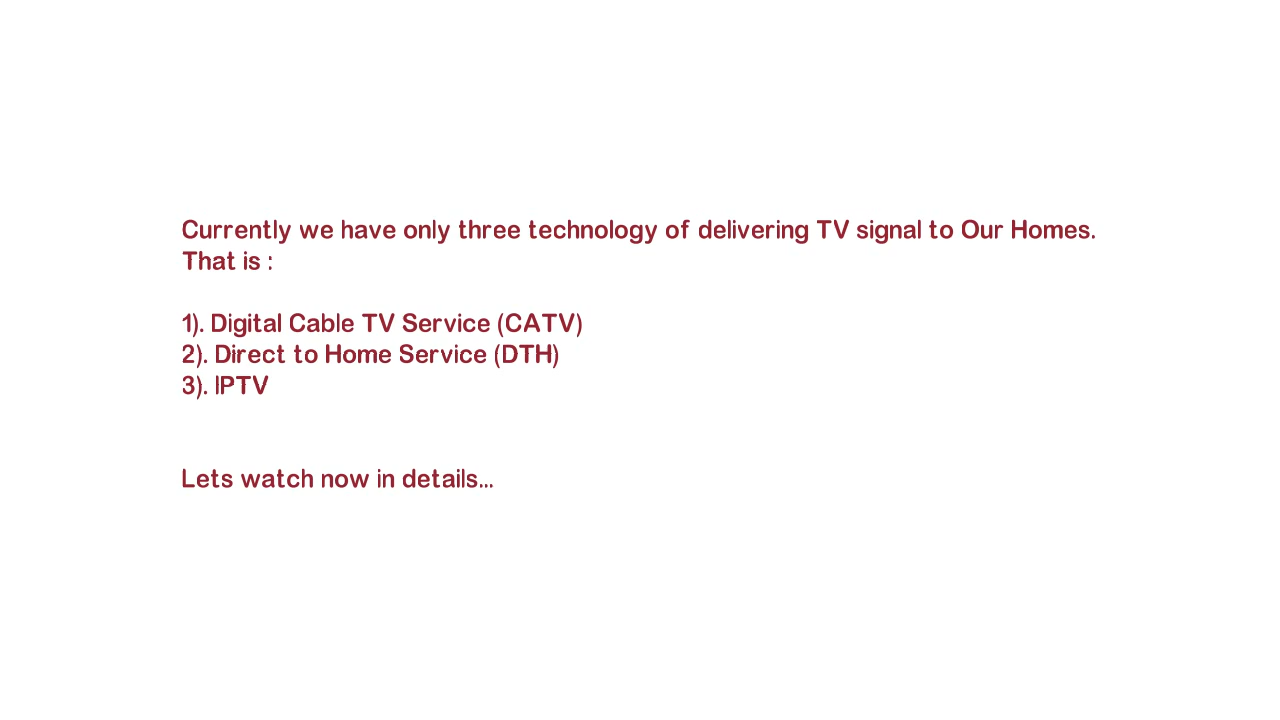 Currently we have only three technology of delivering TV signal to Our Homes.
That is :
1). Digital Cable TV Service (CATV)
2). Direct to Home Service (DTH)
3). IPTV
Lets watch now in details...